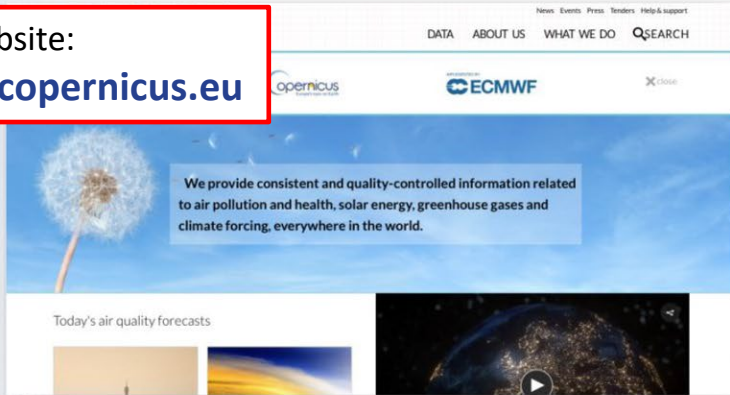 News Events Press Tenders Help & support
bsite:
copernicus.eu
DATA ABOUT US WHAT WE DO SEARCH
opernicus
IMPLEMENTED BY
ECMWF
close
We provide consistent and quality-controlled information related
to air pollution and health, solar energy, greenhouse gases and
climate forcing, everywhere in the world.
Today's air quality forecasts